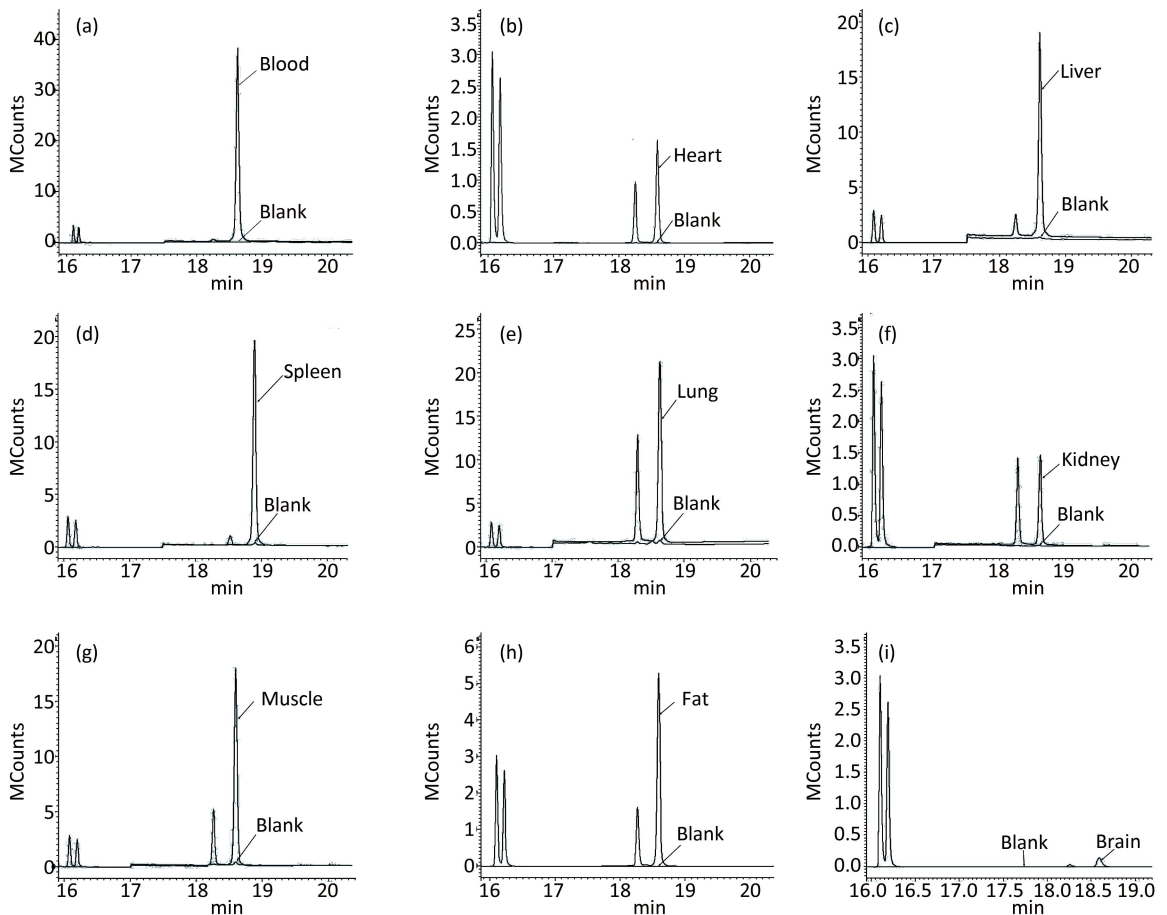 (a)
40
30
20
10
0
MCounts
Blood
Blank
16 17 18 19 20
min
(b)
3.5
3.0
2.5
2.0
1.5
1.0
0.5
0.0
MCounts
Heart
Blank
16 17 18 19 20
min
(c)
20
15
10
5
0
MCounts
Liver
Blank
16 17 18 19 20
min
(d)
20
15
10
5
0
MCounts
Spleen
Blank
16 17 18 19 20
min
(e)
25
20
15
10
5
0
MCounts
Lung
Blank
16 17 18 19 20
min
(f)
3.5
3.0
2.5
2.0
1.5
1.0
0.5
0.0
MCounts
Kidney
Blank
16 17 18 19 20
min
(g)
20
15
10
5
0
MCounts
Muscle
Blank
16 17 18 19 20
min
(h)
6
5
4
3
2
1
0
MCounts
Fat
Blank
16 17 18 19 20
min
(i)
3.5
3.0
2.5
2.0
1.5
1.0
0.5
0.0
MCounts
Blank
Brain
16.0 16.5 17.0 17.5 18.0 18.5 19.0
min